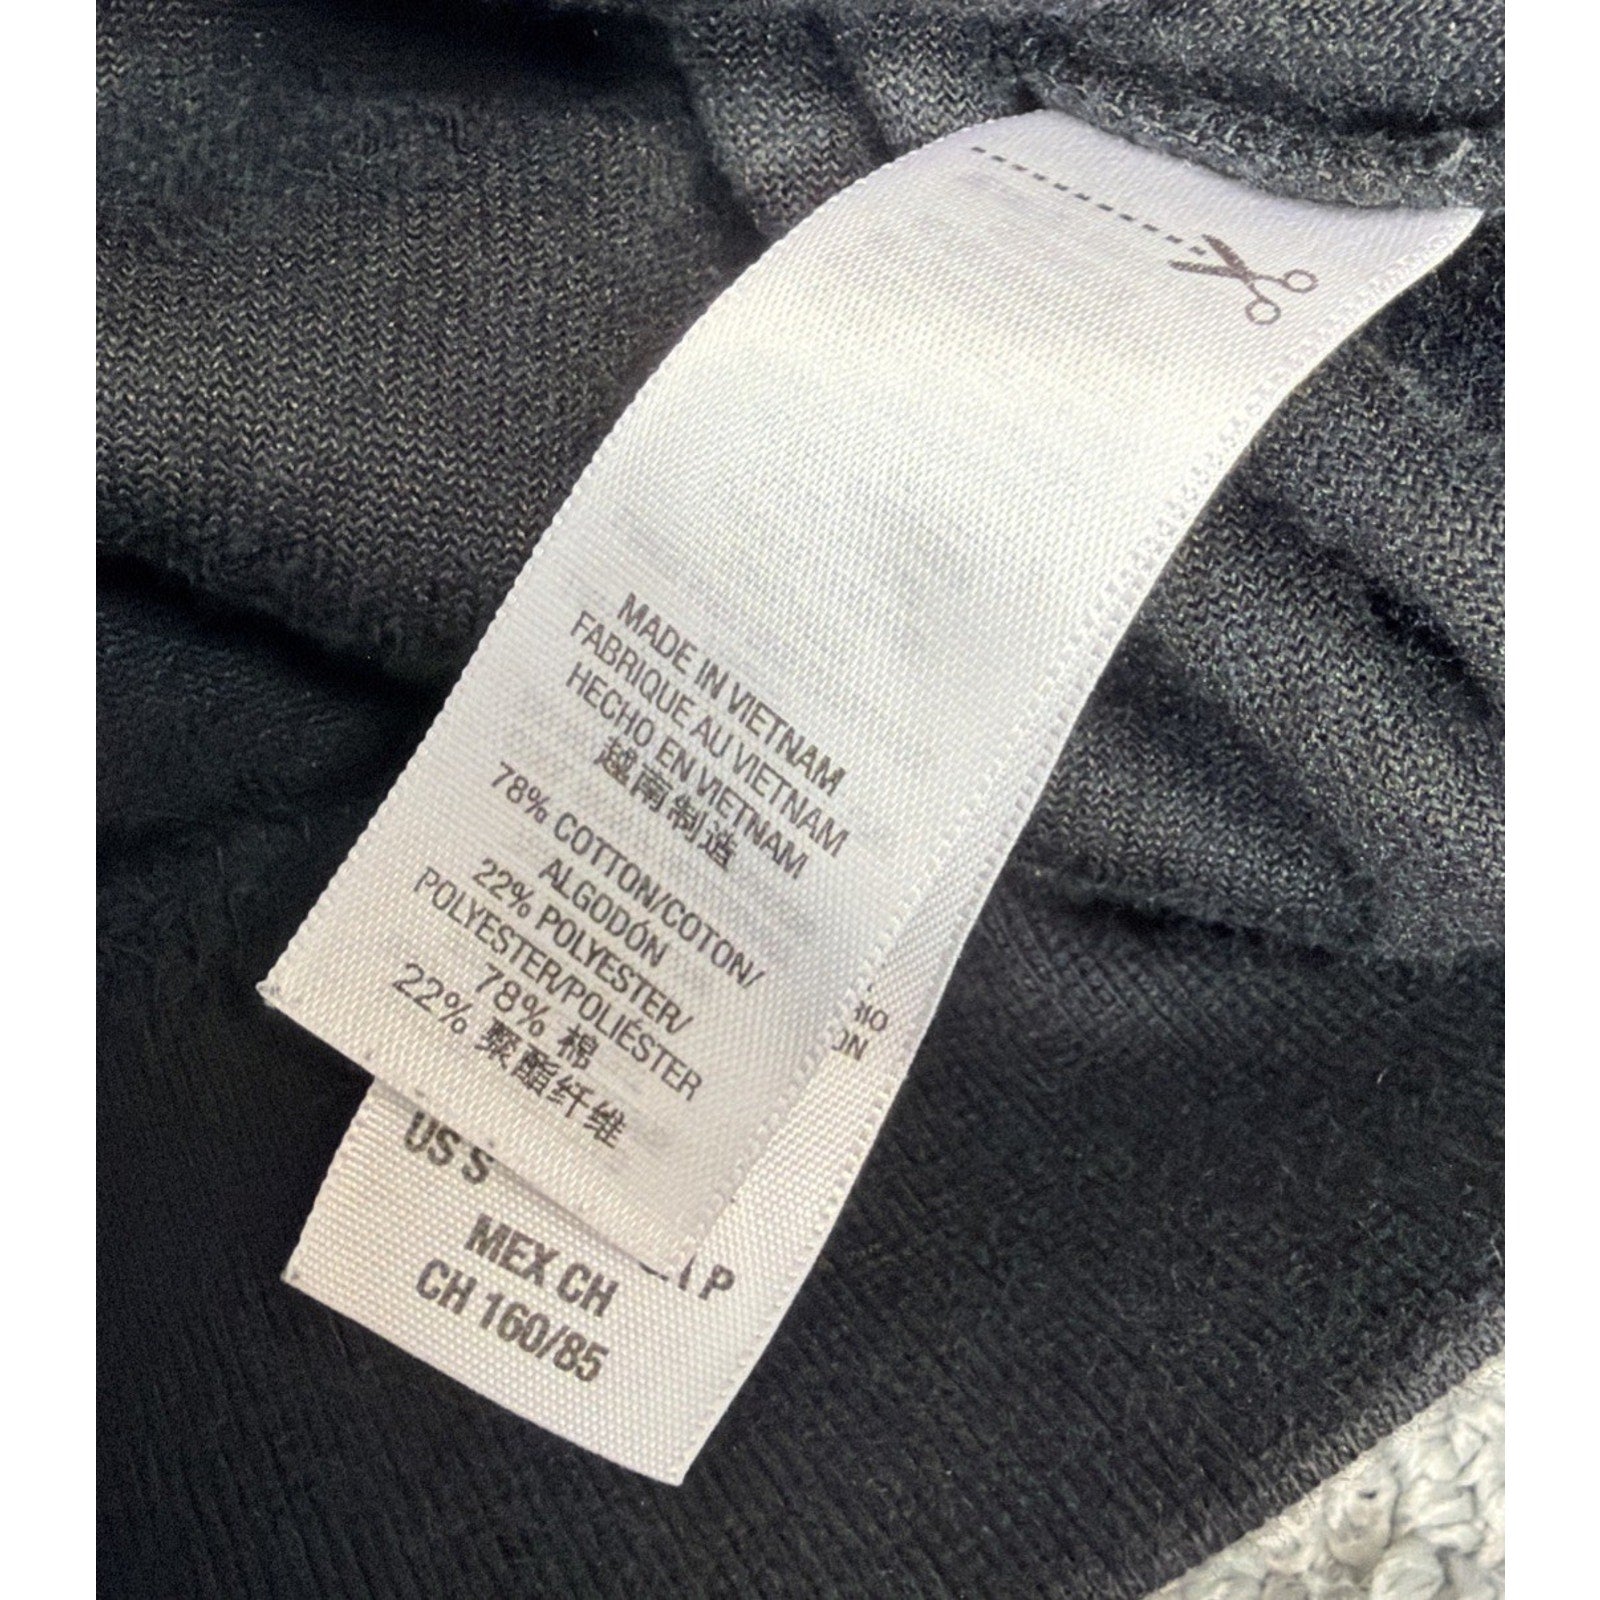 MADE IN VIETNAM
FABRIQUE AU VIETNAM
HECHO EN VIETNAM
越南制造
78% COTTON/COTON/
ALGODÓN
22% POLYESTER/
POLYESTER/POLIÉSTER
78% 棉
22% 聚酯纤维
US S
P
MEX CH
CH 160/85